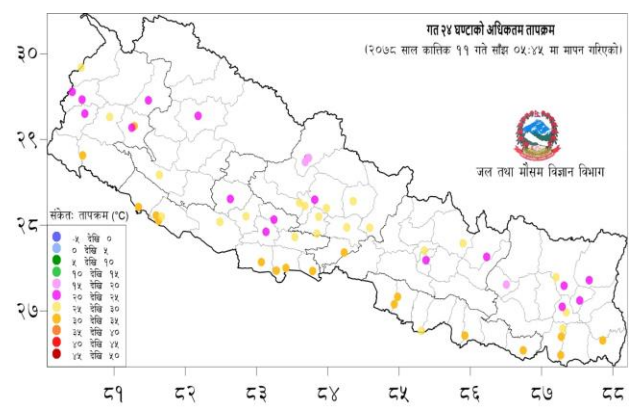 गत २४ घण्टाको अधिकतम तापक्रम
(२०७८ साल कात्तिक ११ गते साँझ ०५:४५ मा मापन गरिएको)
३०
२९
जल तथा मौसम विज्ञान विभाग
२८
संकेतः तापक्रम (°C)
-५ देखि ०
० देखि ५
५ देखि १०
१० देखि १५
१५ देखि २०
२० देखि २५
२५ देखि ३०
३० देखि ३५
३५ देखि ४०
४० देखि ४५
४५ देखि ५०
२७
८१ ८२ ८३ ८४ ८५ ८६ ८७ ८८